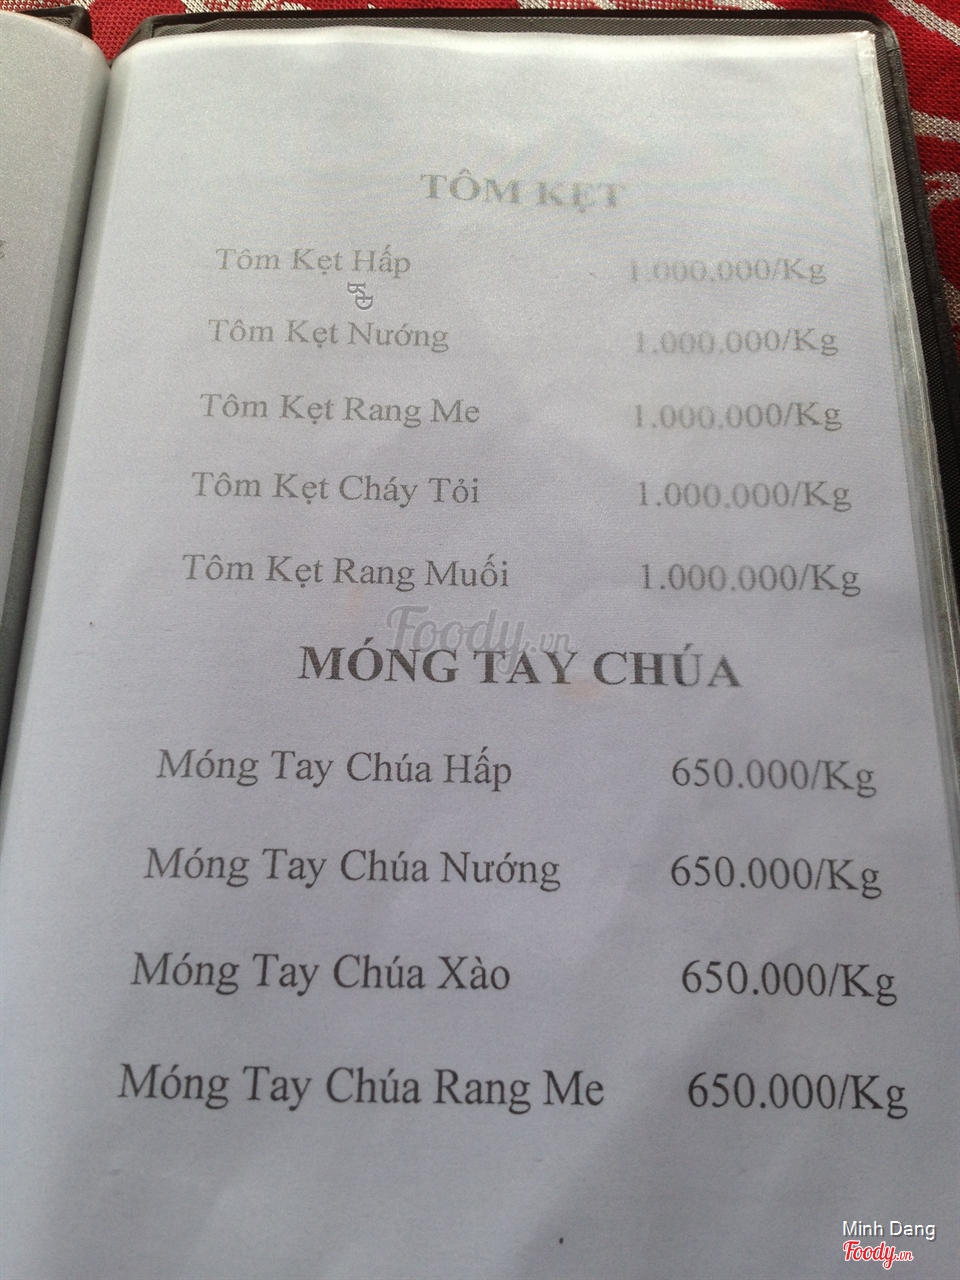 TÔM KẸT
Tôm Kẹt Hấp 1.000.000/Kg
Tôm Kẹt Nướng 1.000.000/Kg
Tôm Kẹt Rang Me 1.000.000/Kg
Tôm Kẹt Cháy Tỏi 1.000.000/Kg
Tôm Kẹt Rang Muối 1.000.000/Kg
Foody.vn
MÓNG TAY CHÚA
Móng Tay Chúa Hấp 650.000/Kg
Móng Tay Chúa Nướng 650.000/Kg
Móng Tay Chúa Xào 650.000/Kg
Móng Tay Chúa Rang Me 650.000/Kg
Minh Dang
Foody.vn